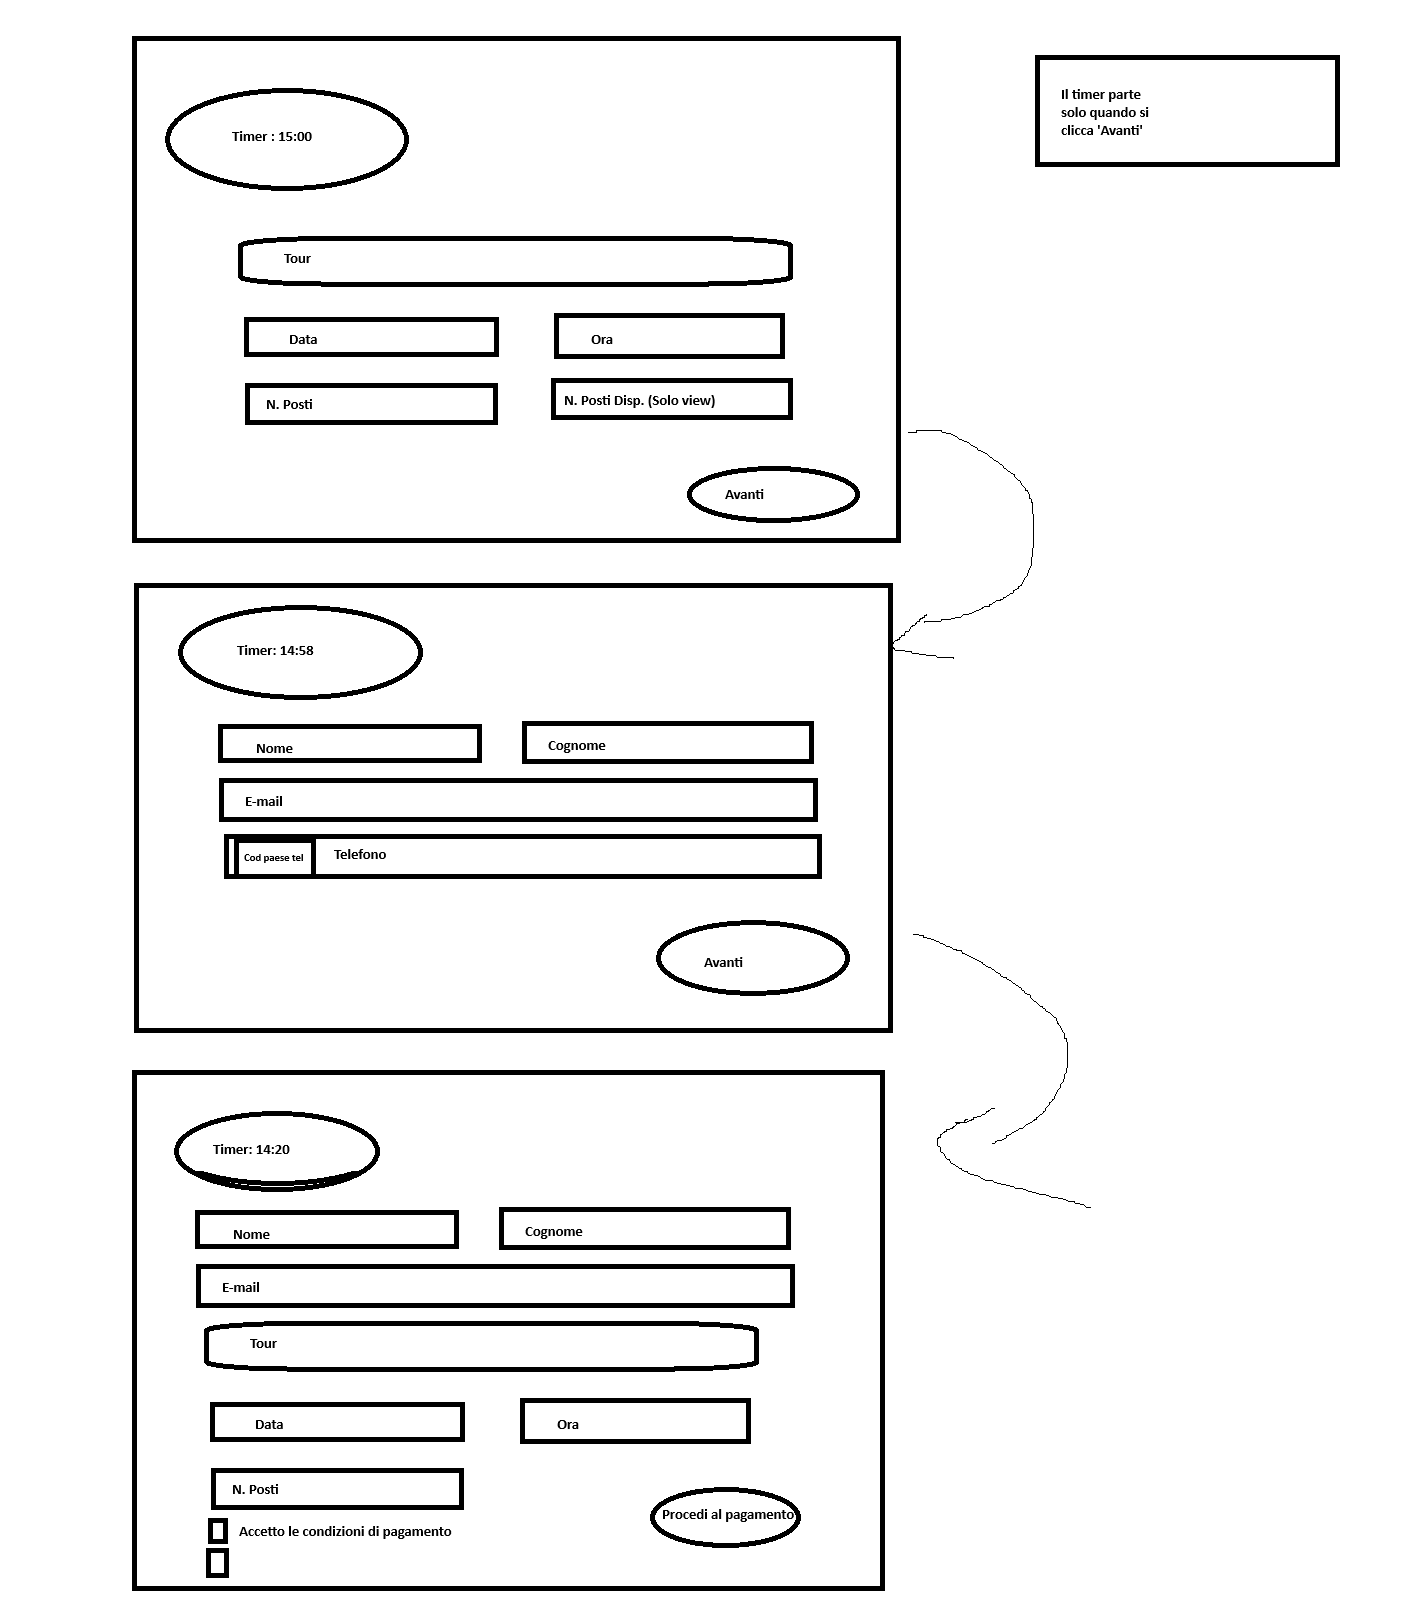 Timer : 15:00
Il timer parte
solo quando si
clicca 'Avanti'
Tour
Data
Ora
N. Posti
N. Posti Disp. (Solo view)
Avanti
Timer: 14:58
Nome
Cognome
E-mail
Cod paese tel
Telefono
Avanti
Timer: 14:20
Nome
Cognome
E-mail
Tour
Data
Ora
N. Posti
Procedi al pagamento
Accetto le condizioni di pagamento